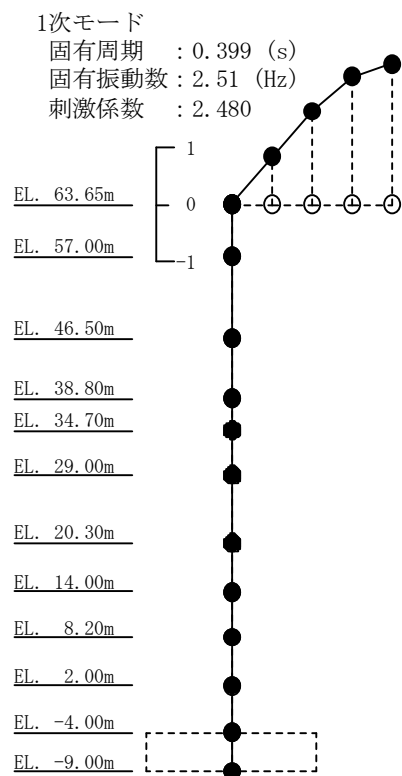 1次モード
固有周期 : 0.399 (s)
固有振動数 : 2.51 (Hz)
刺激係数 : 2.480
1
0
-1
EL. 63.65m
EL. 57.00m
EL. 46.50m
EL. 38.80m
EL. 34.70m
EL. 29.00m
EL. 20.30m
EL. 14.00m
EL. 8.20m
EL. 2.00m
EL. -4.00m
EL. -9.00m